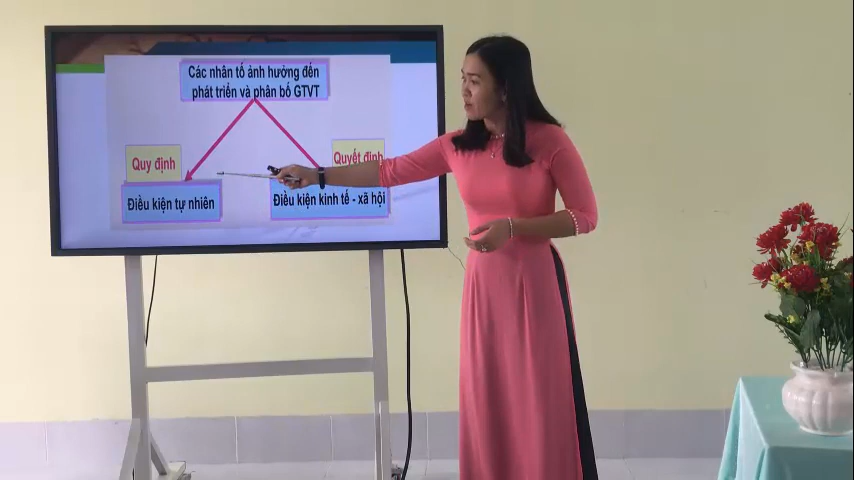 Các nhân tố ảnh hưởng đến
phát triển và phân bố GTVT
Quy định
Quyết định
Điều kiện tự nhiên
Điều kiện kinh tế - xã hội